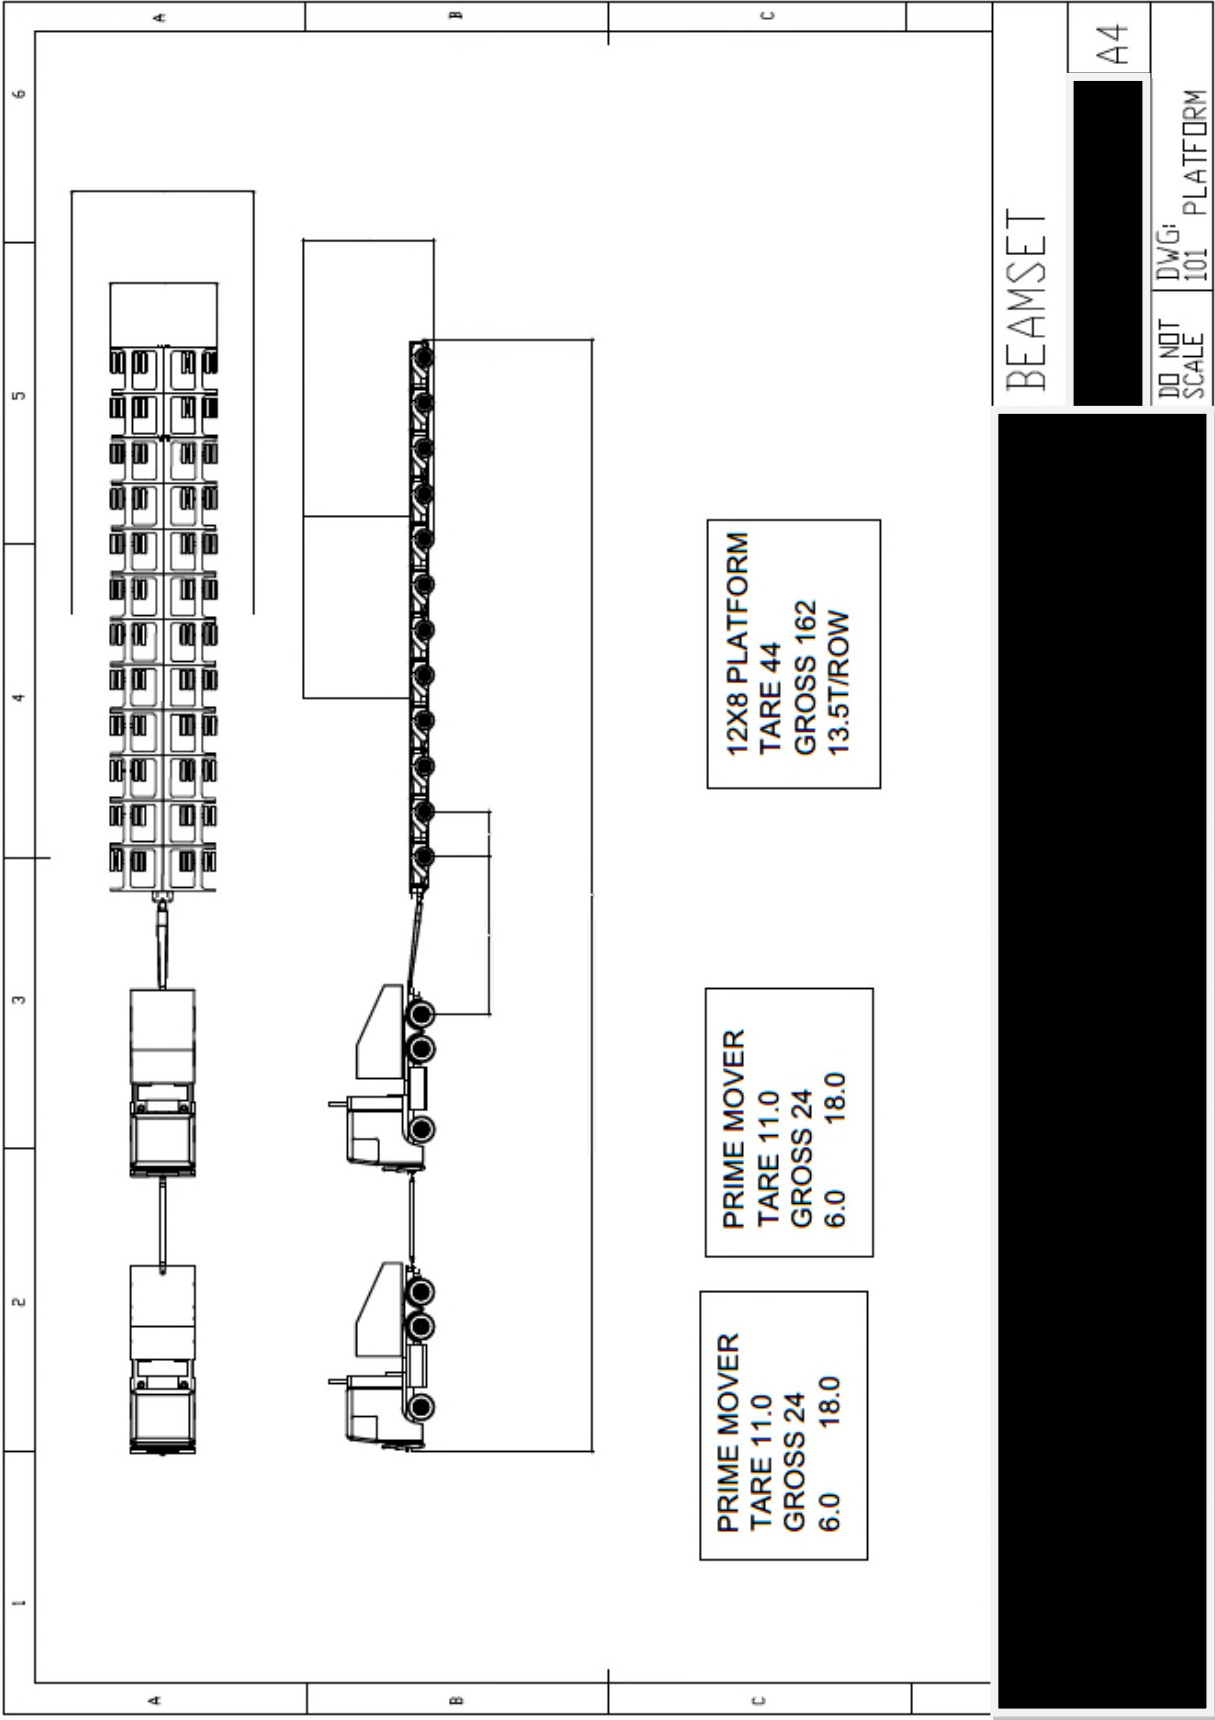 1
2
3
4
5
6
A
A
B
B
C
C
PRIME MOVER
TARE 11.0
GROSS 24
6.0 18.0
PRIME MOVER
TARE 11.0
GROSS 24
6.0 18.0
12X8 PLATFORM
TARE 44
GROSS 162
13.5T/ROW
BEAMSET
A4
DO NOT
SCALE
DWG:
101 PLATFORM